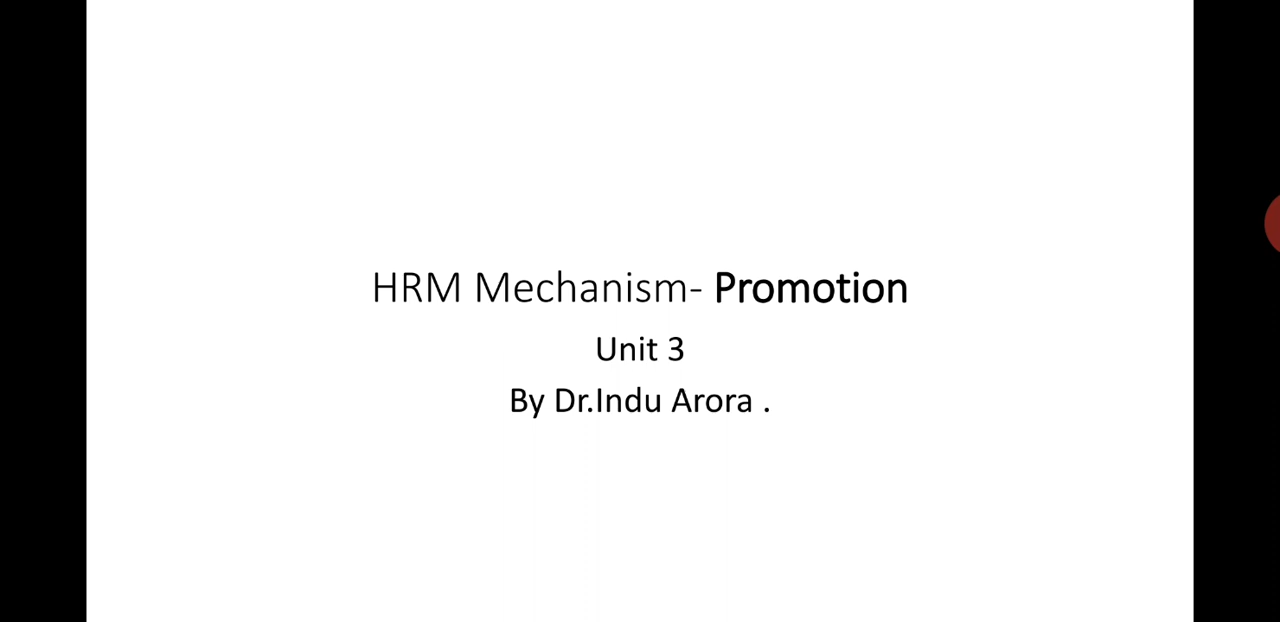 HRM Mechanism- Promotion
Unit 3
By Dr.Indu Arora .